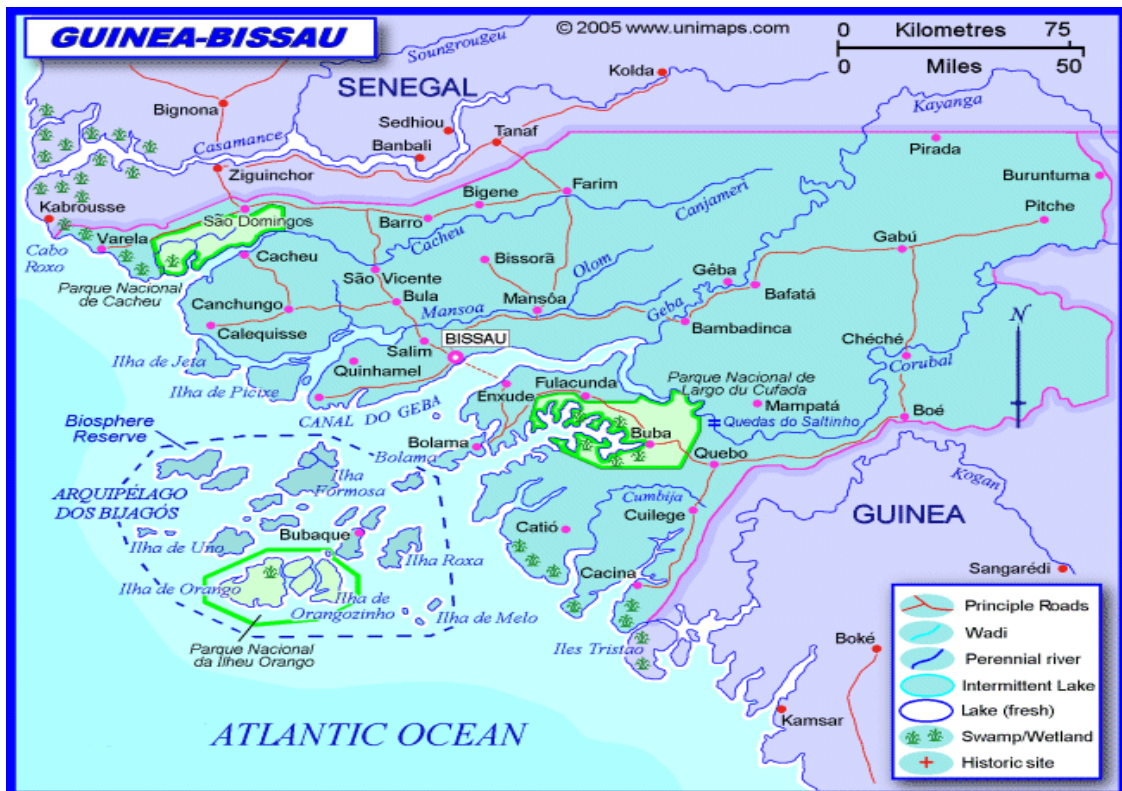 GUINEA-BISSAU
© 2005 www.unimaps.com
0 Kilometres 75
0 Miles 50
Soungrougeu
Kolda
SENEGAL
Kayanga
Bignona
Sedhiou
Tanaf
Banbali
Casamance
Pirada
Ziguinchor
Buruntuma
Farim
Bigene
Kabrousse
Canjameri
Pitche
São Domingos
Barro
Cacheu
Varela
Gabú
Cabo
Roxo
Cacheu
Bissorã
Olom
Géba
São Vicente
Bafatá
Parque Nacional
de Cacheu
Canchungo
Bula
Mansoa
Mansôa
Geba
N
Calequisse
BISSAU
Bambadinca
Chéché
Ilha de Jeta
Salim
Corubal
Quinhamel
Ilha de Picixe
Fulacunda
Parque Nacional de
Largo du Cufada
Enxude
CANAL DO GEBA
Mampatá
Boé
Quedas do Saltinho
Biosphere
Reserve
Bolama
Buba
Bolama
Quebo
Ilha
Formosa
Kogan
ARQUIPÉLAGO
DOS BIJAGÓS
Cumbija
Cuilege
GUINEA
Catió
Bubaque
Ilha de Uno
Ilha Roxa
Sangarédi
Cacina
Ilha de
Orango
Ilha de
Orangozinho
Ilha de Melo
Parque Nacional
da Ilheu Orango
Iles Tristao
Boké
Kamsar
ATLANTIC OCEAN
Principle Roads
Wadi
Perennial river
Intermittent Lake
Lake (fresh)
Swamp/Wetland
Historic site